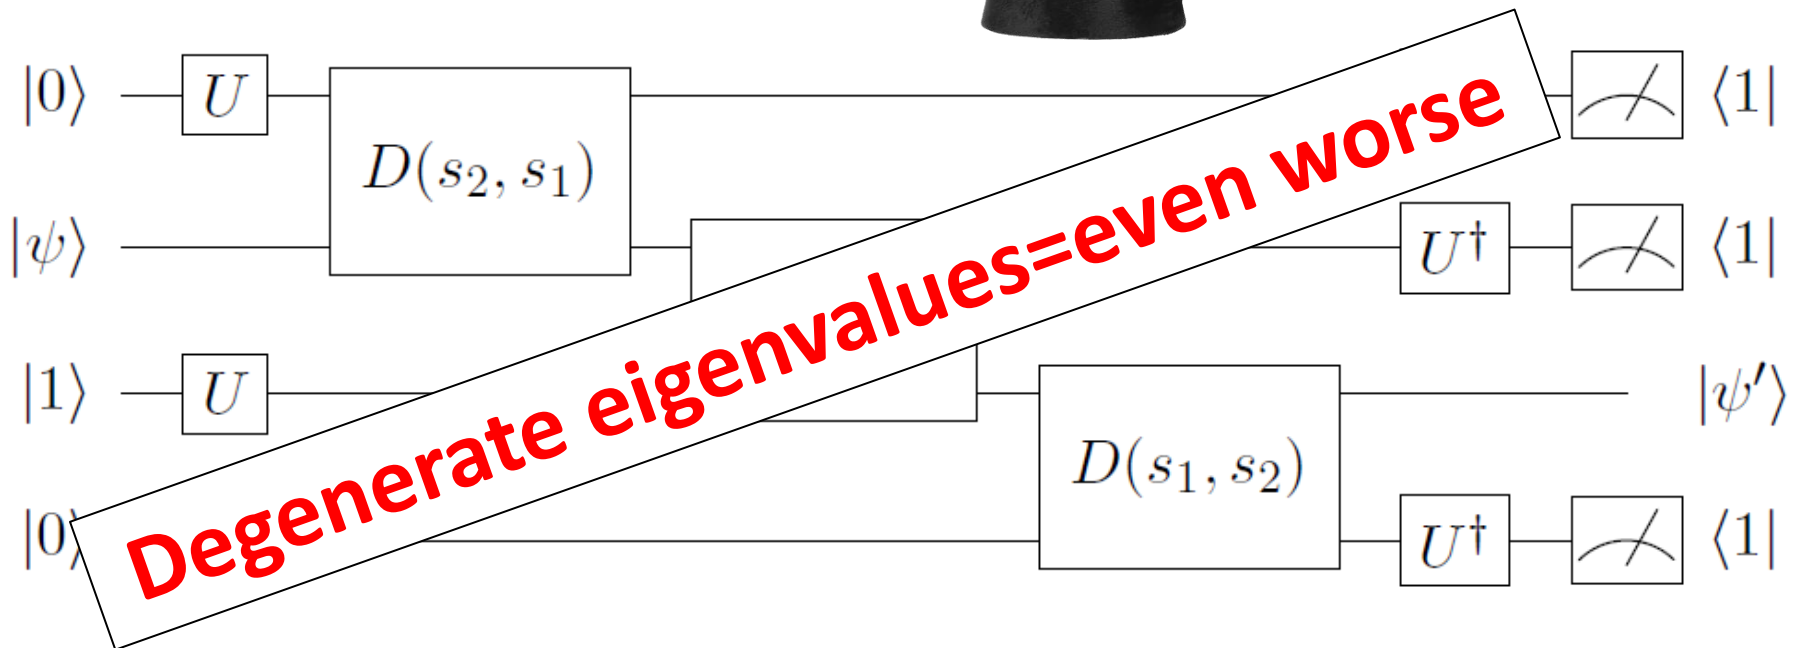 |0⟩ U ⟨1|
D(s₂, s₁)
|ψ⟩ U† ⟨1|
Degenerate eigenvalues=even worse
|1⟩ U |ψ′⟩
D(s₁, s₂)
|0⟩ U† ⟨1|